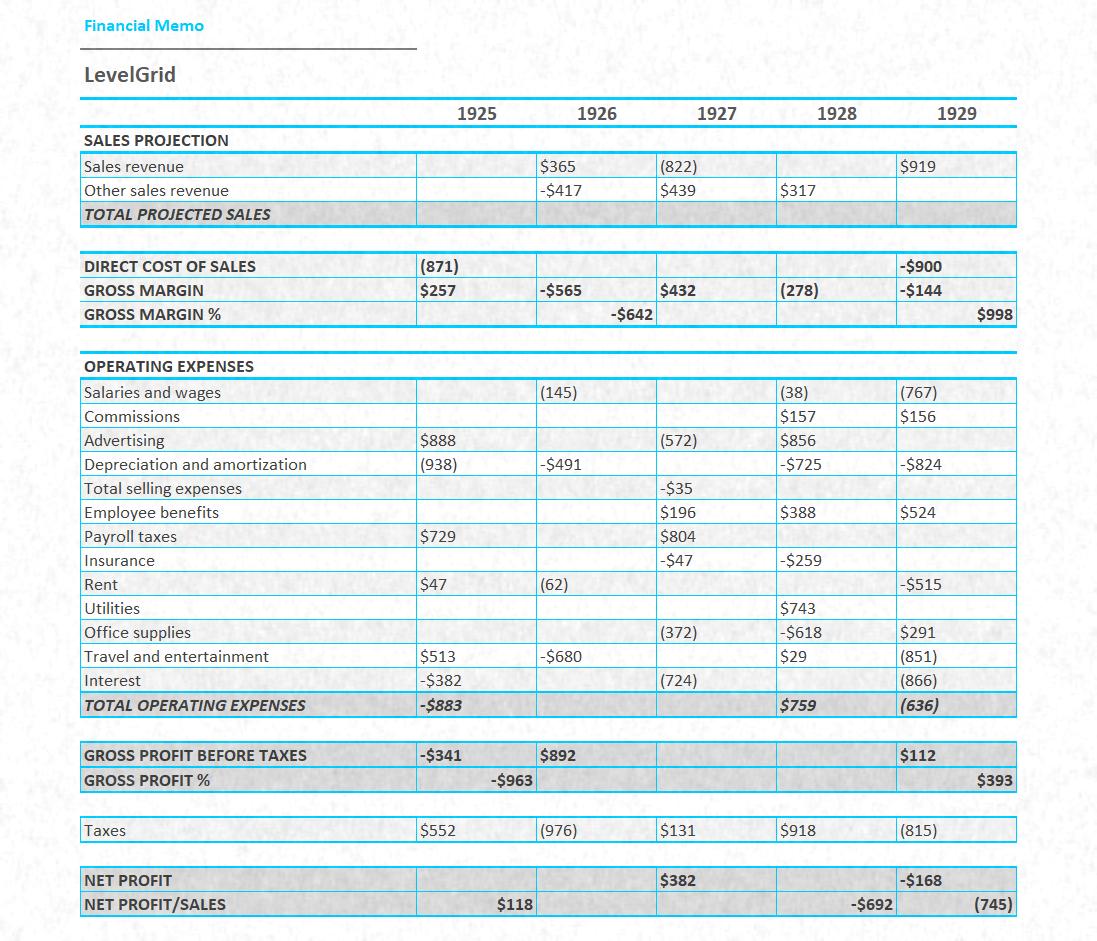 Financial Memo
LevelGrid
1925 1926 1927 1928 1929
SALES PROJECTION
Sales revenue $365 (822) $919
Other sales revenue -$417 $439 $317
TOTAL PROJECTED SALES
DIRECT COST OF SALES (871) -$900
GROSS MARGIN $257 -$565 $432 (278) -$144
GROSS MARGIN % -$642 $998
OPERATING EXPENSES
Salaries and wages (145) (38) (767)
Commissions $157 $156
Advertising $888 (572) $856
Depreciation and amortization (938) -$491 -$725 -$824
Total selling expenses -$35
Employee benefits $196 $388 $524
Payroll taxes $729 $804
Insurance -$47 -$259
Rent $47 (62) -$515
Utilities $743
Office supplies (372) -$618 $291
Travel and entertainment $513 -$680 $29 (851)
Interest -$382 (724) (866)
TOTAL OPERATING EXPENSES -$883 $759 (636)
GROSS PROFIT BEFORE TAXES -$341 $892 $112
GROSS PROFIT % -$963 $393
Taxes $552 (976) $131 $918 (815)
NET PROFIT $382 -$168
NET PROFIT/SALES $118 -$692 (745)